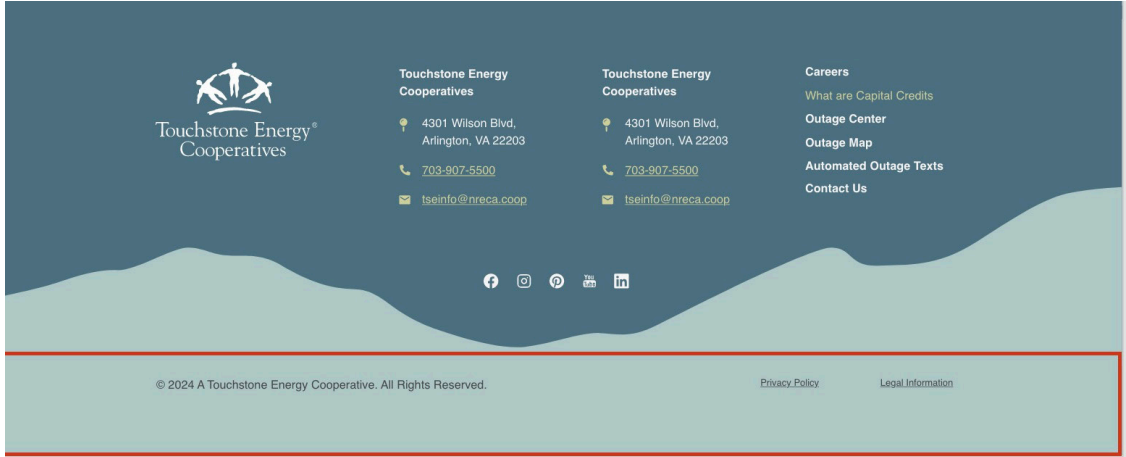 Touchstone Energy®
Cooperatives
Touchstone Energy
Cooperatives
4301 Wilson Blvd,
Arlington, VA 22203
703-907-5500
tseinfo@nreca.coop
Touchstone Energy
Cooperatives
4301 Wilson Blvd,
Arlington, VA 22203
703-907-5500
tseinfo@nreca.coop
Careers
What are Capital Credits
Outage Center
Outage Map
Automated Outage Texts
Contact Us
You
Tube
in
© 2024 A Touchstone Energy Cooperative. All Rights Reserved.
Privacy Policy
Legal Information